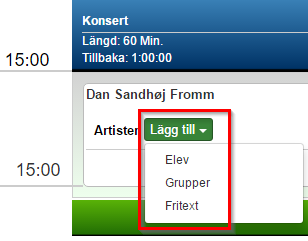 Konsert
Längd: 60 Min.
15:00
Tillbaka: 1:00:00
Dan Sandhøj Fromm
Artister Lägg till
Elev
15:00
Grupper
Fritext